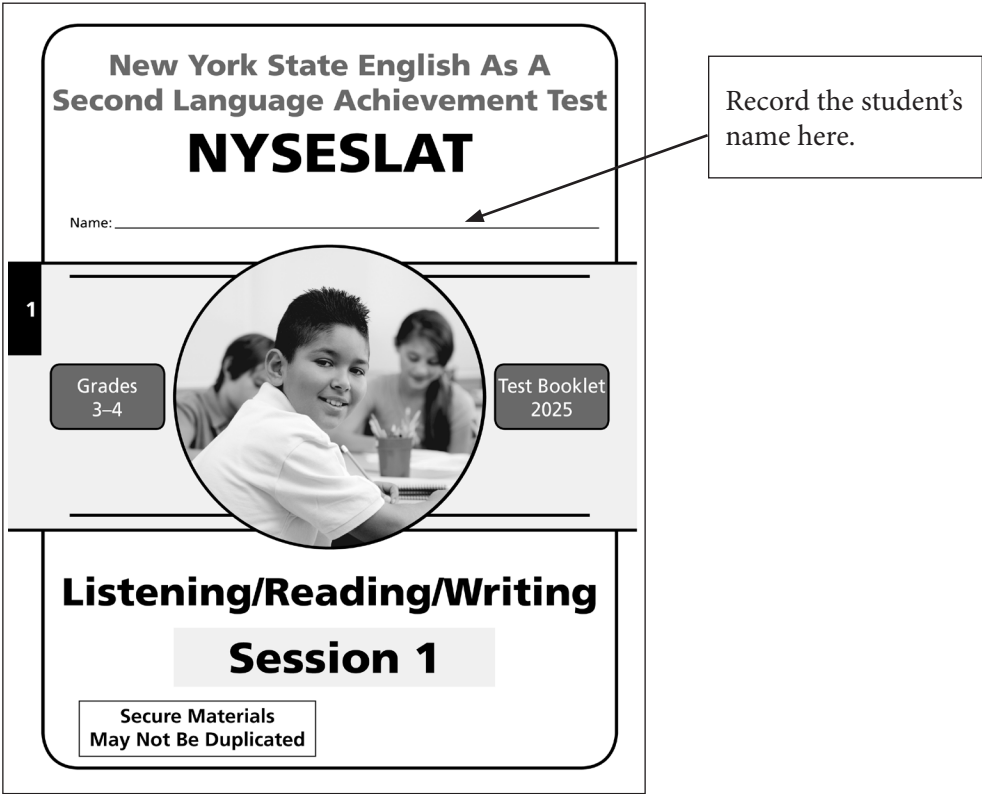 New York State English As A
Second Language Achievement Test
NYSESLAT
Record the student’s
name here.
Name:
1
Grades
3–4
Test Booklet
2025
Listening/Reading/Writing
Session 1
Secure Materials
May Not Be Duplicated